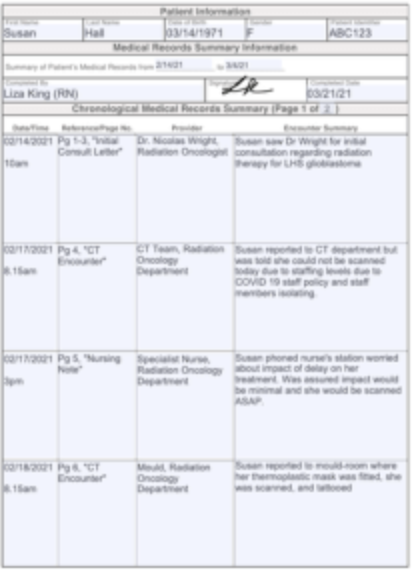 Patient Information
First Name Last Name Date of Birth Gender Patient Identifier
Susan Hall 03/14/1971 F ABC123
Medical Records Summary Information
Summary of Patient's Medical Records from 2/14/21 to 3/4/21
Completed By Signature Completed Date
Liza King (RN) 03/21/21
Chronological Medical Records Summary (Page 1 of 2 )
Date/Time Reference/Page No. Provider Encounter Summary
02/14/2021 Pg 1-3, "Initial Dr. Nicolas Wright, Susan saw Dr Wright for initial
Consult Letter" Radiation Oncologist consultation regarding radiation
10am therapy for LHS glioblastoma
02/17/2021 Pg 4, "CT CT Team, Radiation Susan reported to CT department but
Encounter" Oncology was told she could not be scanned
8.15am Department today due to staffing levels due to
COVID 19 staff policy and staff
members isolating.
02/17/2021 Pg 5, "Nursing Specialist Nurse, Susan phoned nurse's station worried
Note" Radiation Oncology about impact of delay on her
3pm Department treatment. Was assured impact would
be minimal and she would be scanned
ASAP.
02/18/2021 Pg 6, "CT Mould, Radiation Susan reported to mould-room where
Encounter" Oncology her thermoplastic mask was fitted, she
8.15am Department was scanned, and tattooed